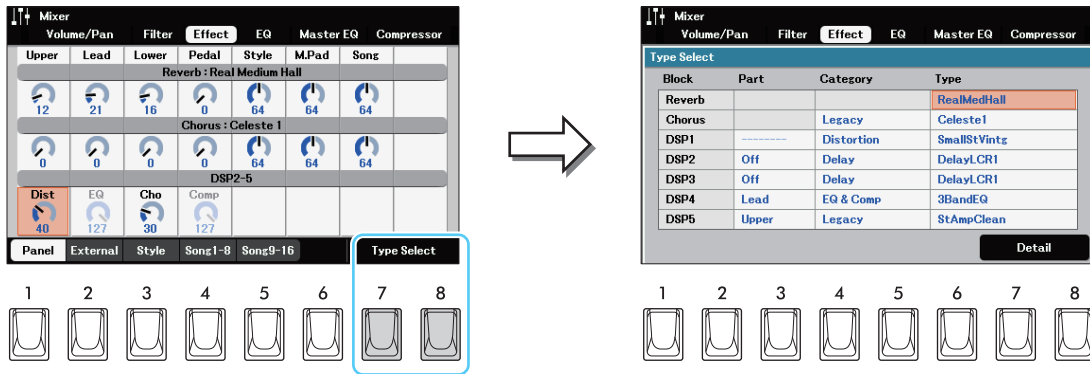 Mixer
Volume/Pan Filter Effect EQ Master EQ Compressor
Upper Lead Lower Pedal Style M.Pad Song
Reverb : Real Medium Hall
12 21 16 0 64 64 64
Chorus : Celeste 1
0 0 0 0 64 64 64
DSP2-5
Dist EQ Cho Comp
40 127 30 127
Panel External Style Song1-8 Song9-16 Type Select
1 2 3 4 5 6 7 8
Mixer
Volume/Pan Filter Effect EQ Master EQ Compressor
Type Select
Block Part Category Type
Reverb RealMedHall
Chorus Legacy Celeste1
DSP1 -------- Distortion SmallStVintg
DSP2 Off Delay DelayLCR1
DSP3 Off Delay DelayLCR1
DSP4 Lead EQ & Comp 3BandEQ
DSP5 Upper Legacy StAmpClean
Detail
1 2 3 4 5 6 7 8